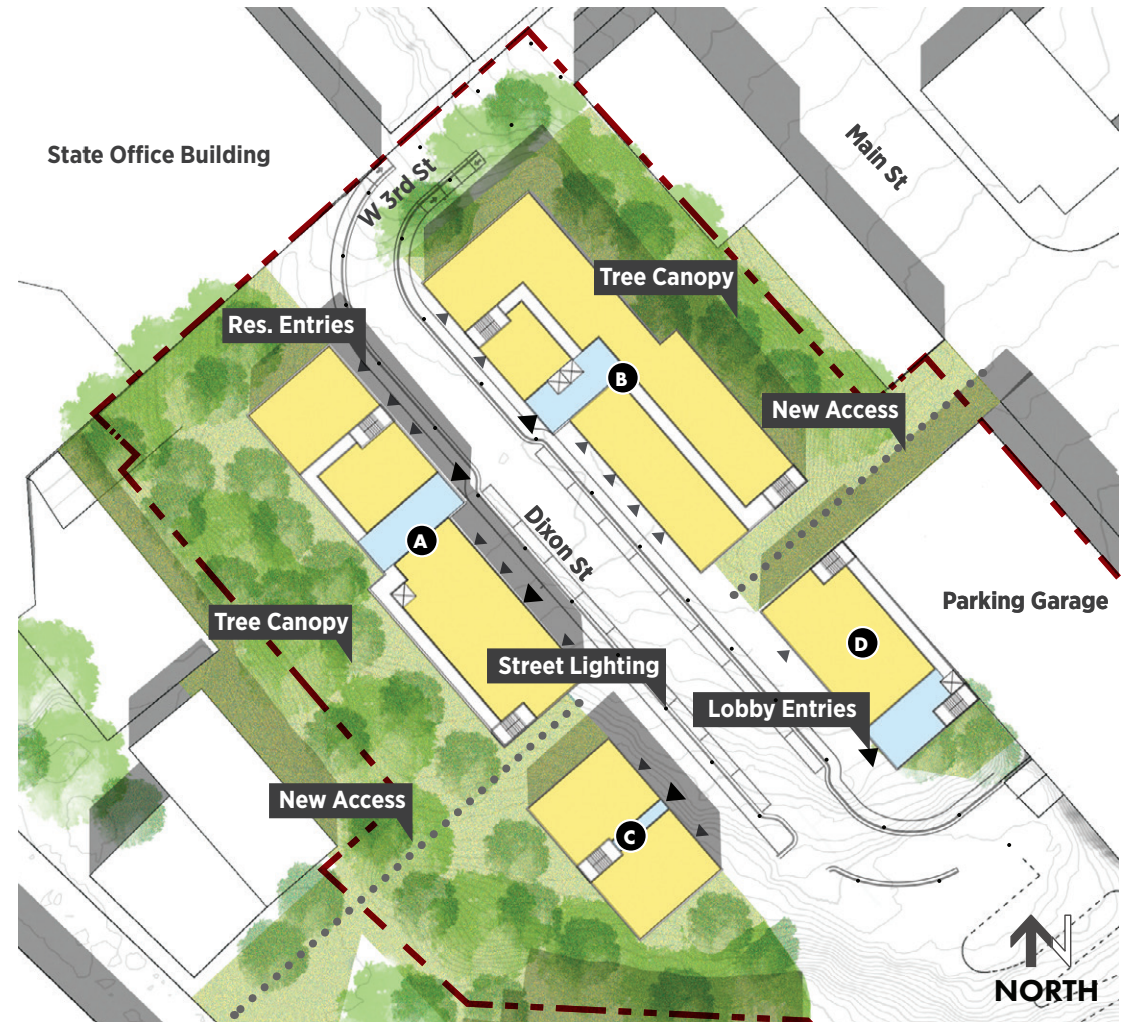 State Office Building
Main St
W 3rd St
Tree Canopy
Res. Entries
B
New Access
A
Dixon St
Parking Garage
Tree Canopy
D
Street Lighting
Lobby Entries
New Access
C
NORTH